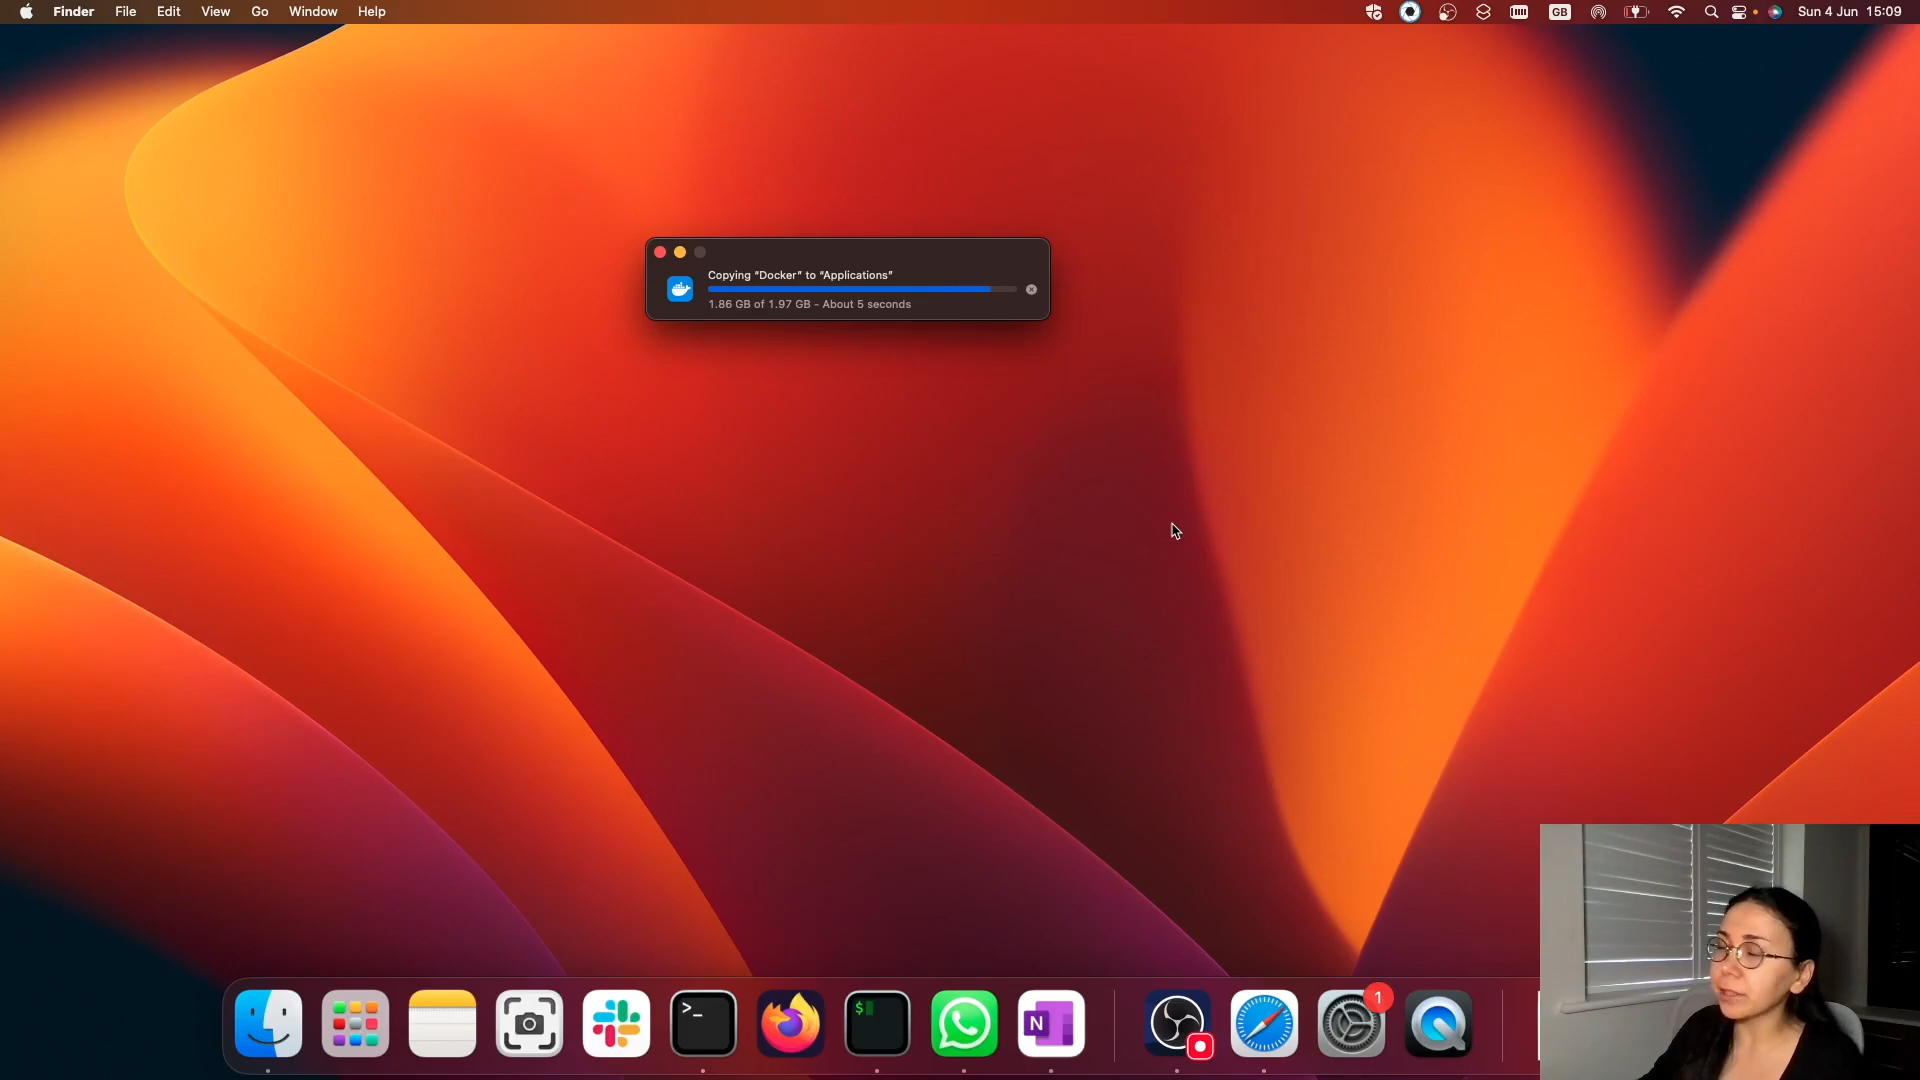 Finder File Edit View Go Window Help
GB Sun 4 Jun 15:09
Copying “Docker” to “Applications”
1.86 GB of 1.97 GB - About 5 seconds
>_
$
N
1